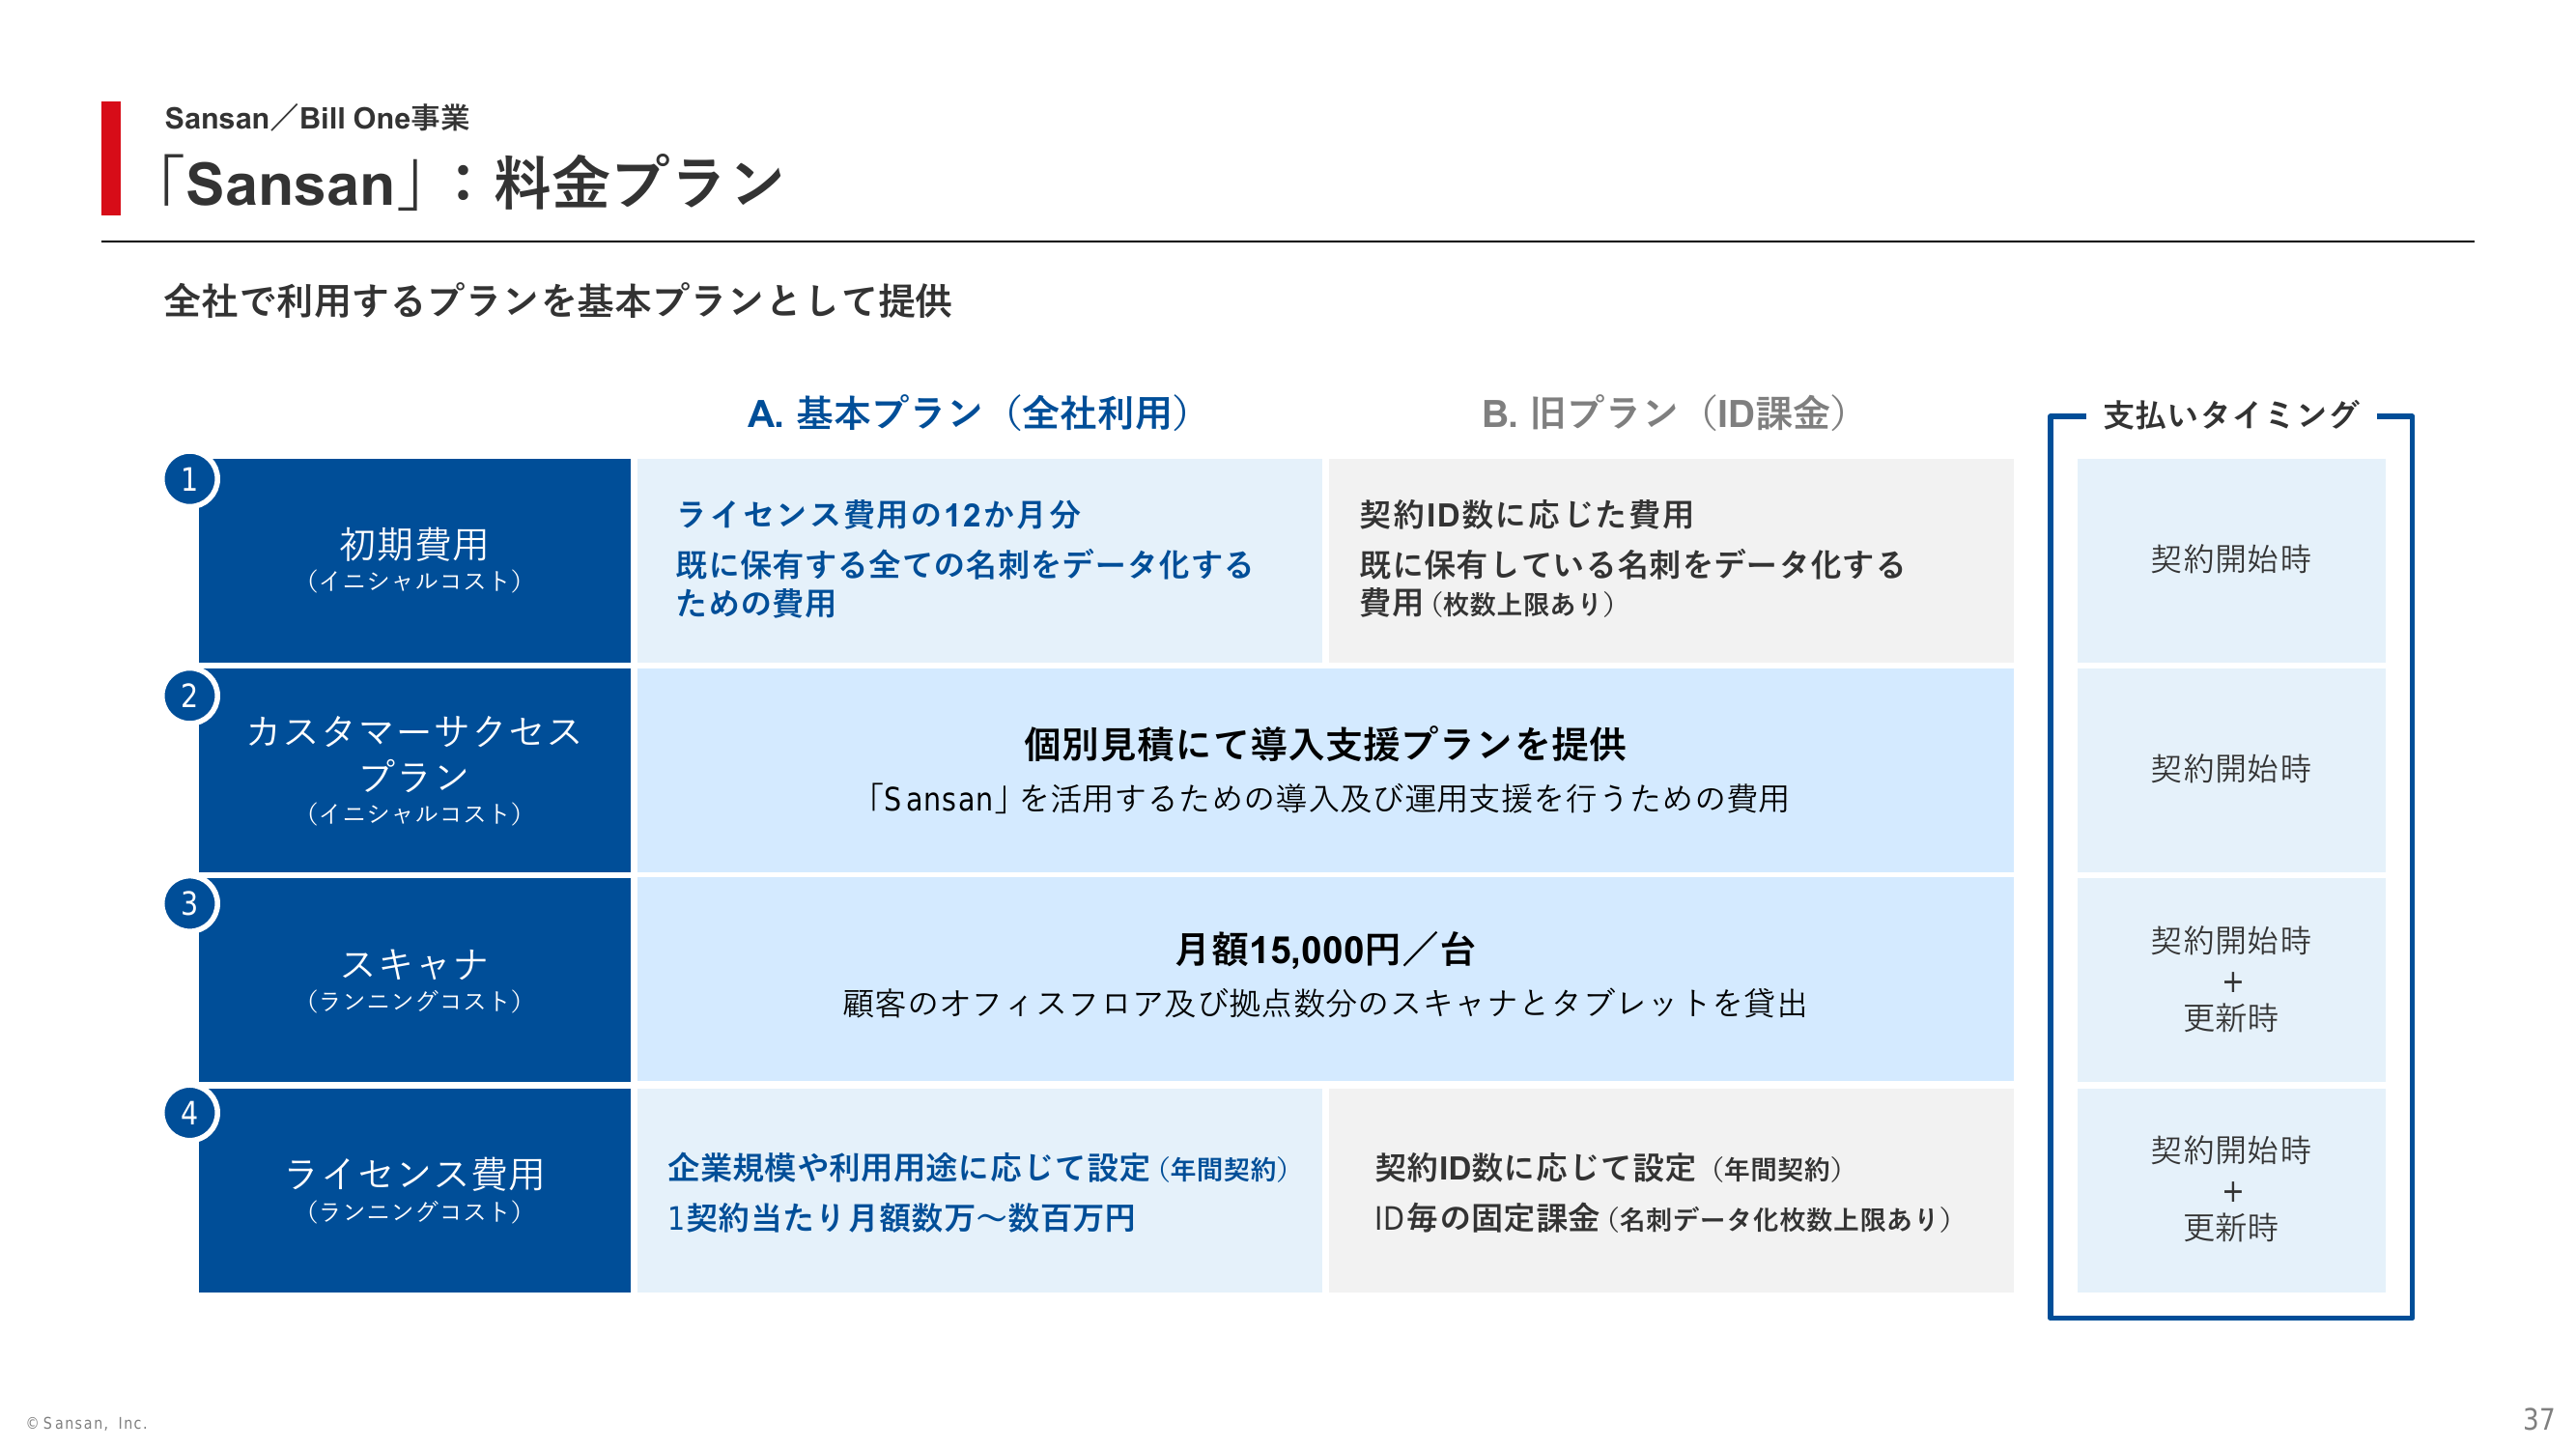 Sansan／Bill One事業
「Sansan」：料金プラン
全社で利用するプランを基本プランとして提供
A. 基本プラン（全社利用）
B. 旧プラン（ID課金）
支払いタイミング
1
初期費用
（イニシャルコスト）
ライセンス費用の12か月分
既に保有する全ての名刺をデータ化する
ための費用
契約ID数に応じた費用
既に保有している名刺をデータ化する
費用（枚数上限あり）
契約開始時
2
カスタマーサクセス
プラン
（イニシャルコスト）
個別見積にて導入支援プランを提供
「Sansan」を活用するための導入及び運用支援を行うための費用
契約開始時
3
スキャナ
（ランニングコスト）
月額15,000円／台
顧客のオフィスフロア及び拠点数分のスキャナとタブレットを貸出
契約開始時
+
更新時
4
ライセンス費用
（ランニングコスト）
企業規模や利用用途に応じて設定（年間契約）
1契約当たり月額数万～数百万円
契約ID数に応じて設定（年間契約）
ID毎の固定課金（名刺データ化枚数上限あり）
契約開始時
+
更新時
©Sansan, Inc.
37